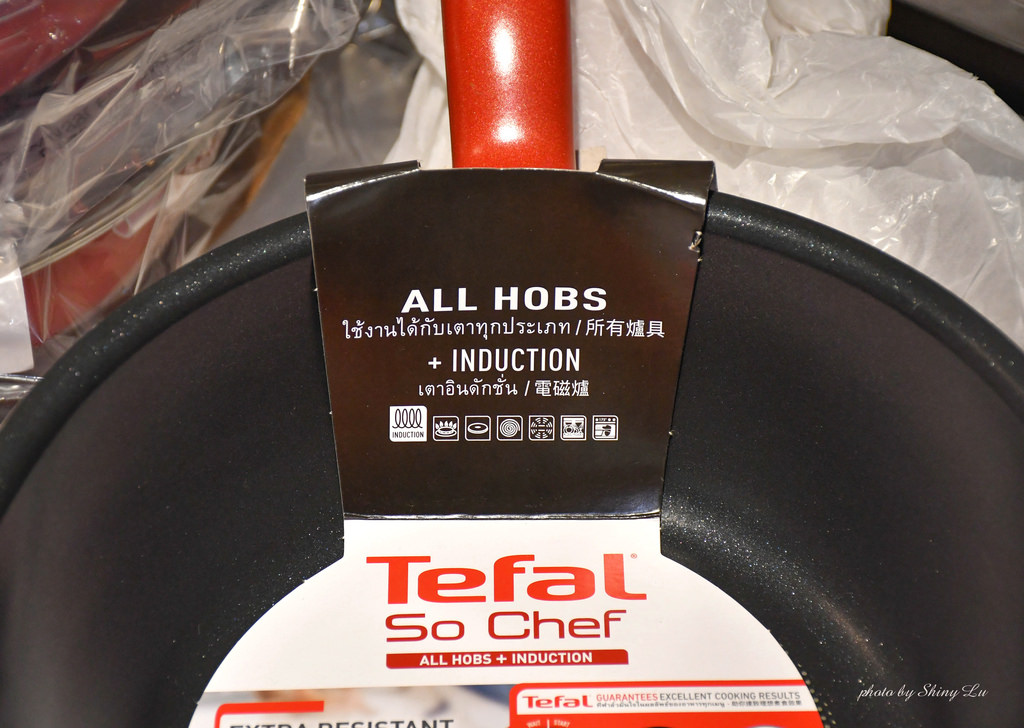 ALL HOBS
ใช้งานได้กับเตาทุกประเภท / 所有爐具
+ INDUCTION
เตาอินดักชั่น / 電磁爐
INDUCTION
Tefal®
So Chef
ALL HOBS + INDUCTION
Tefal GUARANTEES EXCELLENT COOKING RESULTS
EXTRA RESISTANT
photo by Shiny Lu